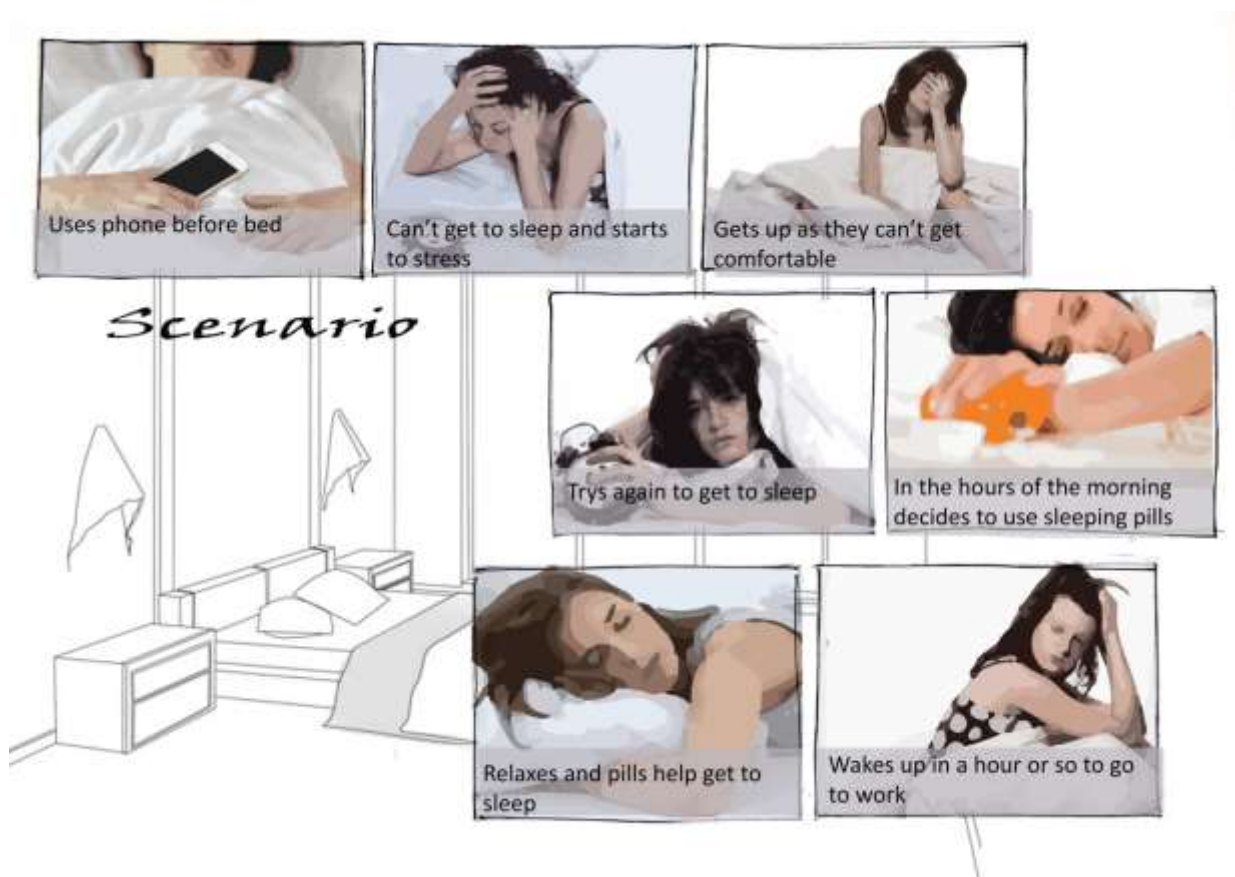 Uses phone before bed
Can't get to sleep and starts
to stress
Gets up as they can't get
comfortable
Scenario
Trys again to get to sleep
In the hours of the morning
decides to use sleeping pills
Relaxes and pills help get to
sleep
Wakes up in a hour or so to go
to work